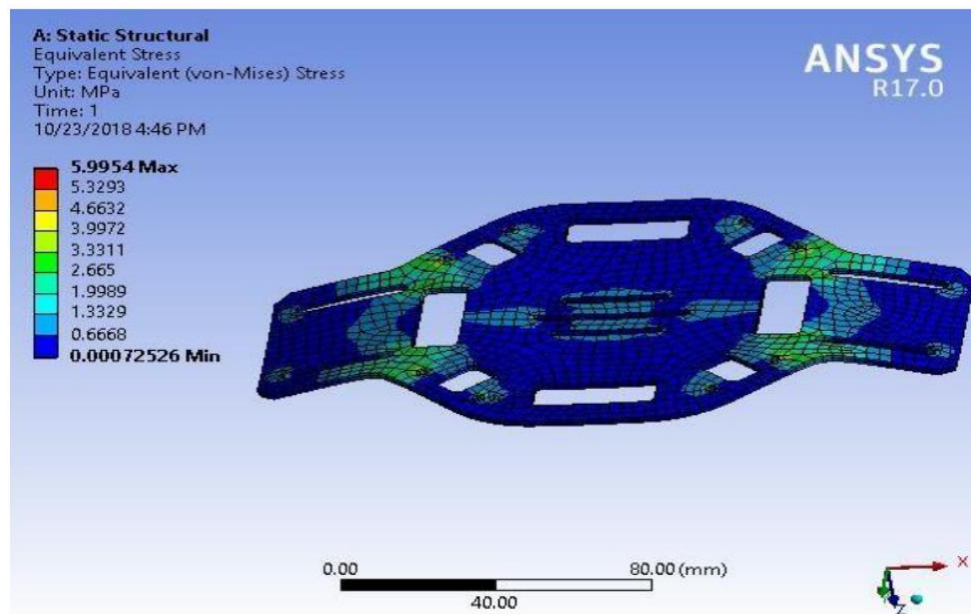 A: Static Structural
Equivalent Stress
Type: Equivalent (von-Mises) Stress
Unit: MPa
Time: 1
10/23/2018 4:46 PM
ANSYS
R17.0
5.9954 Max
5.3293
4.6632
3.9972
3.3311
2.665
1.9989
1.3329
0.6668
0.00072526 Min
0.00
80.00 (mm)
40.00
X
Z